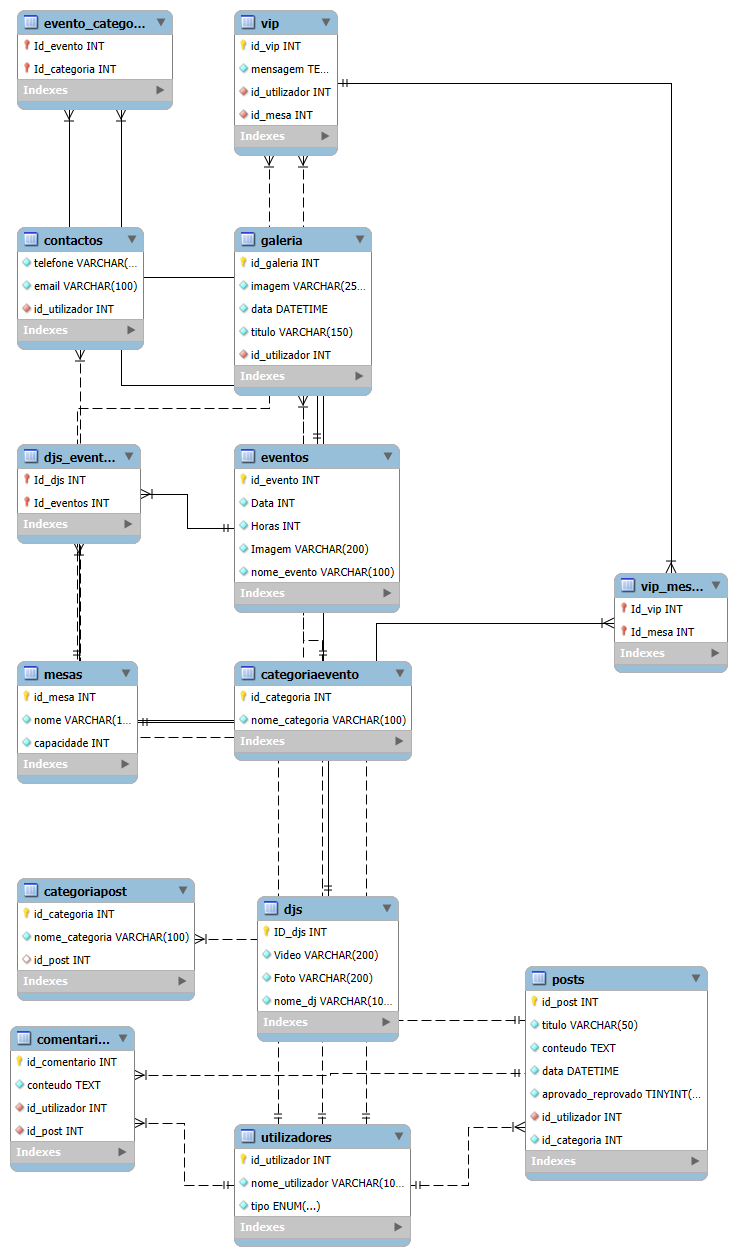 evento_catego...
Id_evento INT
Id_categoria INT
Indexes
vip
id_vip INT
mensagem TE...
id_utilizador INT
id_mesa INT
Indexes
contactos
telefone VARCHAR(...
email VARCHAR(100)
id_utilizador INT
Indexes
galeria
id_galeria INT
imagem VARCHAR(25...
data DATETIME
titulo VARCHAR(150)
id_utilizador INT
Indexes
djs_event...
Id_djs INT
Id_eventos INT
Indexes
eventos
id_evento INT
Data INT
Horas INT
Imagem VARCHAR(200)
nome_evento VARCHAR(100)
Indexes
vip_mes...
Id_vip INT
Id_mesa INT
Indexes
mesas
id_mesa INT
nome VARCHAR(1...
capacidade INT
Indexes
categoriaevento
id_categoria INT
nome_categoria VARCHAR(100)
Indexes
categoriapost
id_categoria INT
nome_categoria VARCHAR(100)
id_post INT
Indexes
djs
ID_djs INT
Video VARCHAR(200)
Foto VARCHAR(200)
nome_dj VARCHAR(10...
Indexes
posts
id_post INT
titulo VARCHAR(50)
conteudo TEXT
data DATETIME
aprovado_reprovado TINYINT(...
id_utilizador INT
id_categoria INT
Indexes
comentari...
id_comentario INT
conteudo TEXT
id_utilizador INT
id_post INT
Indexes
utilizadores
id_utilizador INT
nome_utilizador VARCHAR(10...
tipo ENUM(...)
Indexes